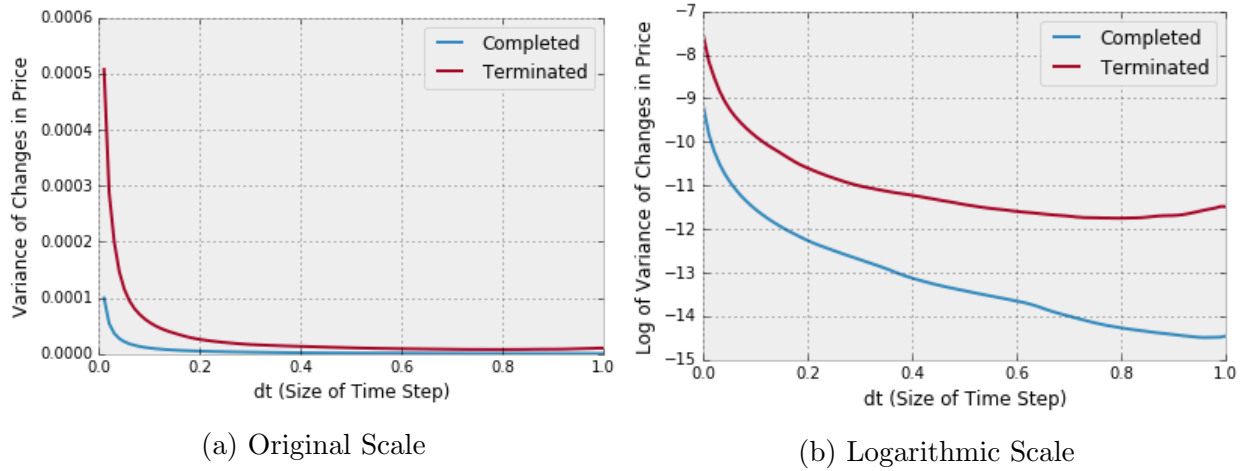 0.0006
0.0005
0.0004
0.0003
0.0002
0.0001
0.0000
Variance of Changes in Price
0.0 0.2 0.4 0.6 0.8 1.0
dt (Size of Time Step)
Completed
Terminated
(a) Original Scale
−7
−8
−9
−10
−11
−12
−13
−14
−15
Log of Variance of Changes in Price
0.0 0.2 0.4 0.6 0.8 1.0
dt (Size of Time Step)
Completed
Terminated
(b) Logarithmic Scale